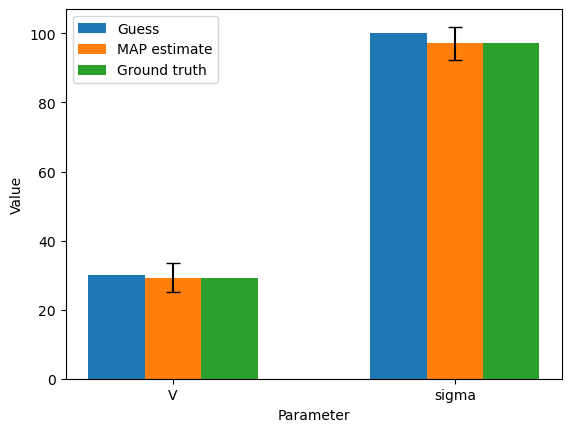 Guess
MAP estimate
Ground truth
100
80
60
40
20
0
Value
V
sigma
Parameter